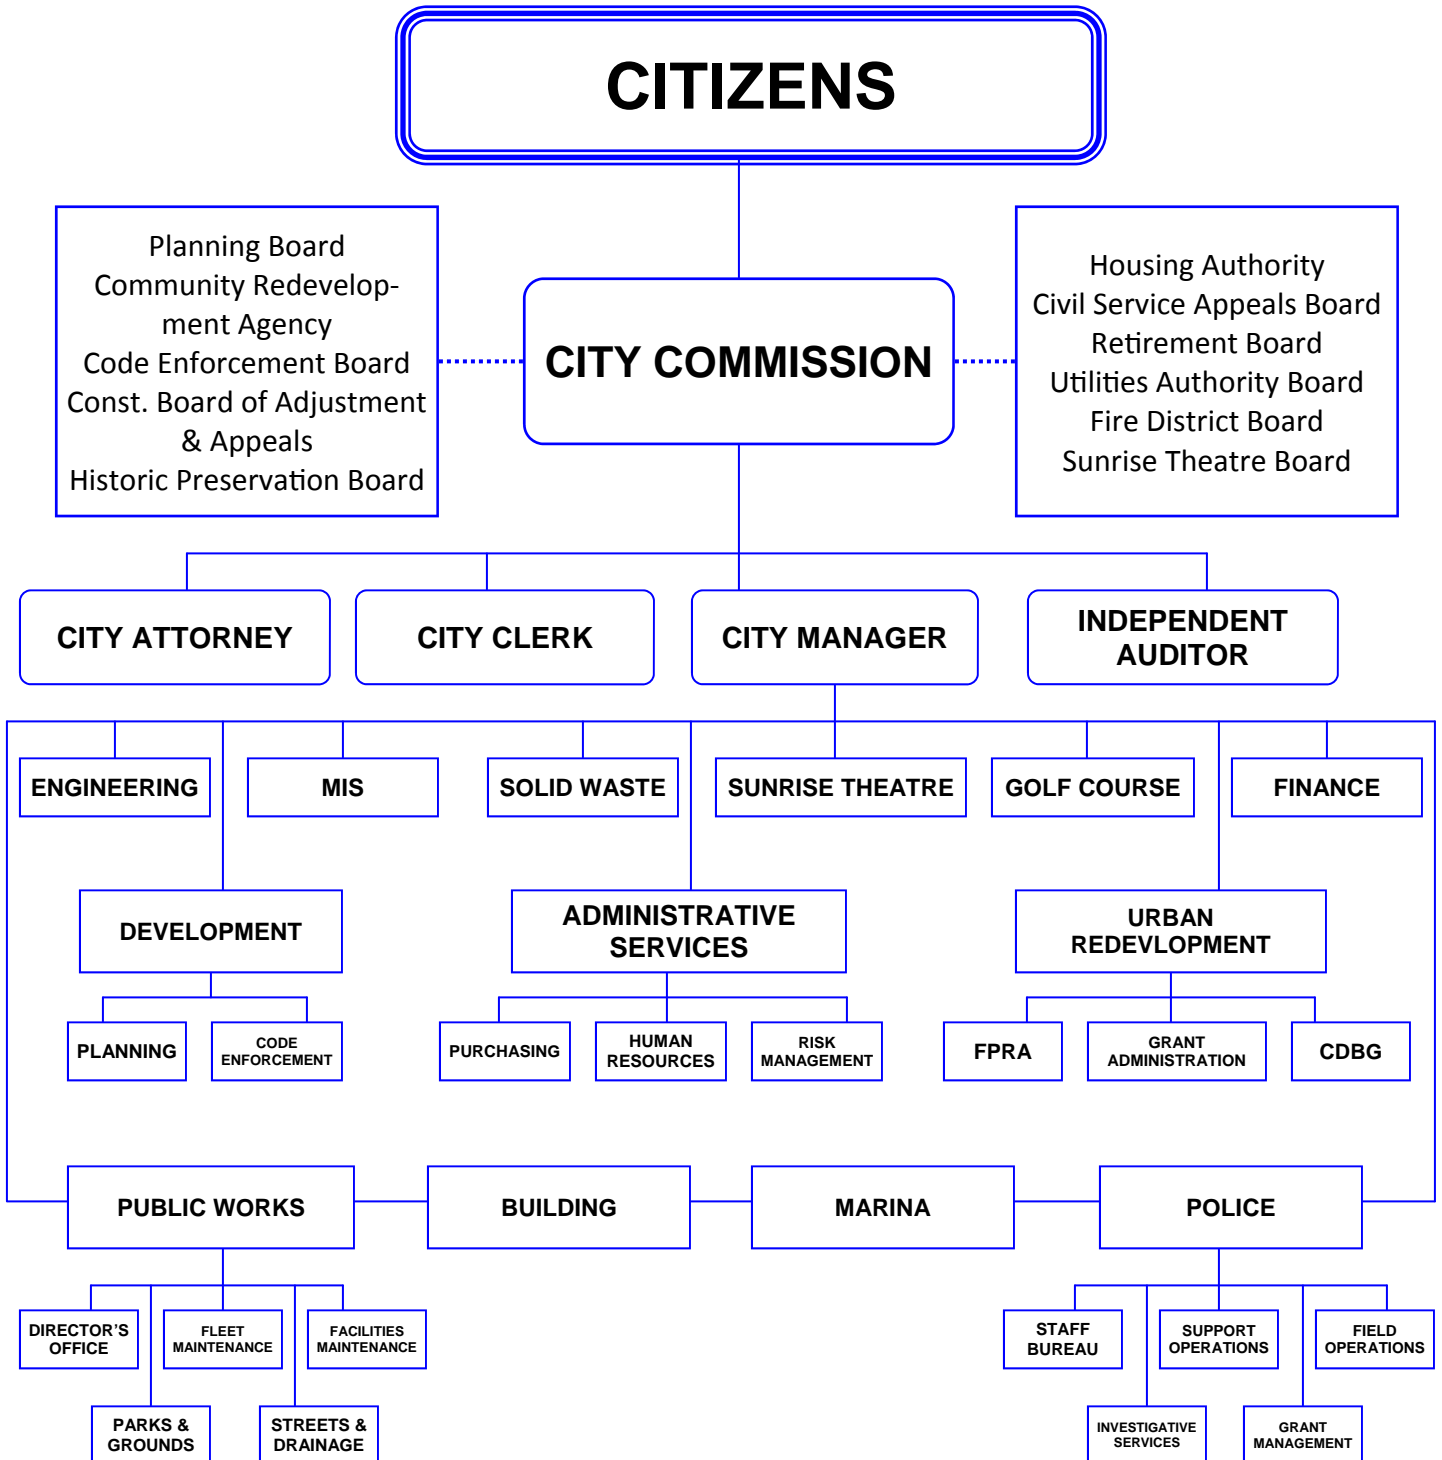 CITIZENS
Planning Board
Community Redevelop-
ment Agency
Code Enforcement Board
Const. Board of Adjustment
& Appeals
Historic Preservation Board
CITY COMMISSION
Housing Authority
Civil Service Appeals Board
Retirement Board
Utilities Authority Board
Fire District Board
Sunrise Theatre Board
CITY ATTORNEY
CITY CLERK
CITY MANAGER
INDEPENDENT
AUDITOR
ENGINEERING
MIS
SOLID WASTE
SUNRISE THEATRE
GOLF COURSE
FINANCE
DEVELOPMENT
ADMINISTRATIVE
SERVICES
URBAN
REDEVLOPMENT
PLANNING
CODE
ENFORCEMENT
PURCHASING
HUMAN
RESOURCES
RISK
MANAGEMENT
FPRA
GRANT
ADMINISTRATION
CDBG
PUBLIC WORKS
BUILDING
MARINA
POLICE
DIRECTOR'S
OFFICE
FLEET
MAINTENANCE
FACILITIES
MAINTENANCE
STAFF
BUREAU
SUPPORT
OPERATIONS
FIELD
OPERATIONS
PARKS &
GROUNDS
STREETS &
DRAINAGE
INVESTIGATIVE
SERVICES
GRANT
MANAGEMENT